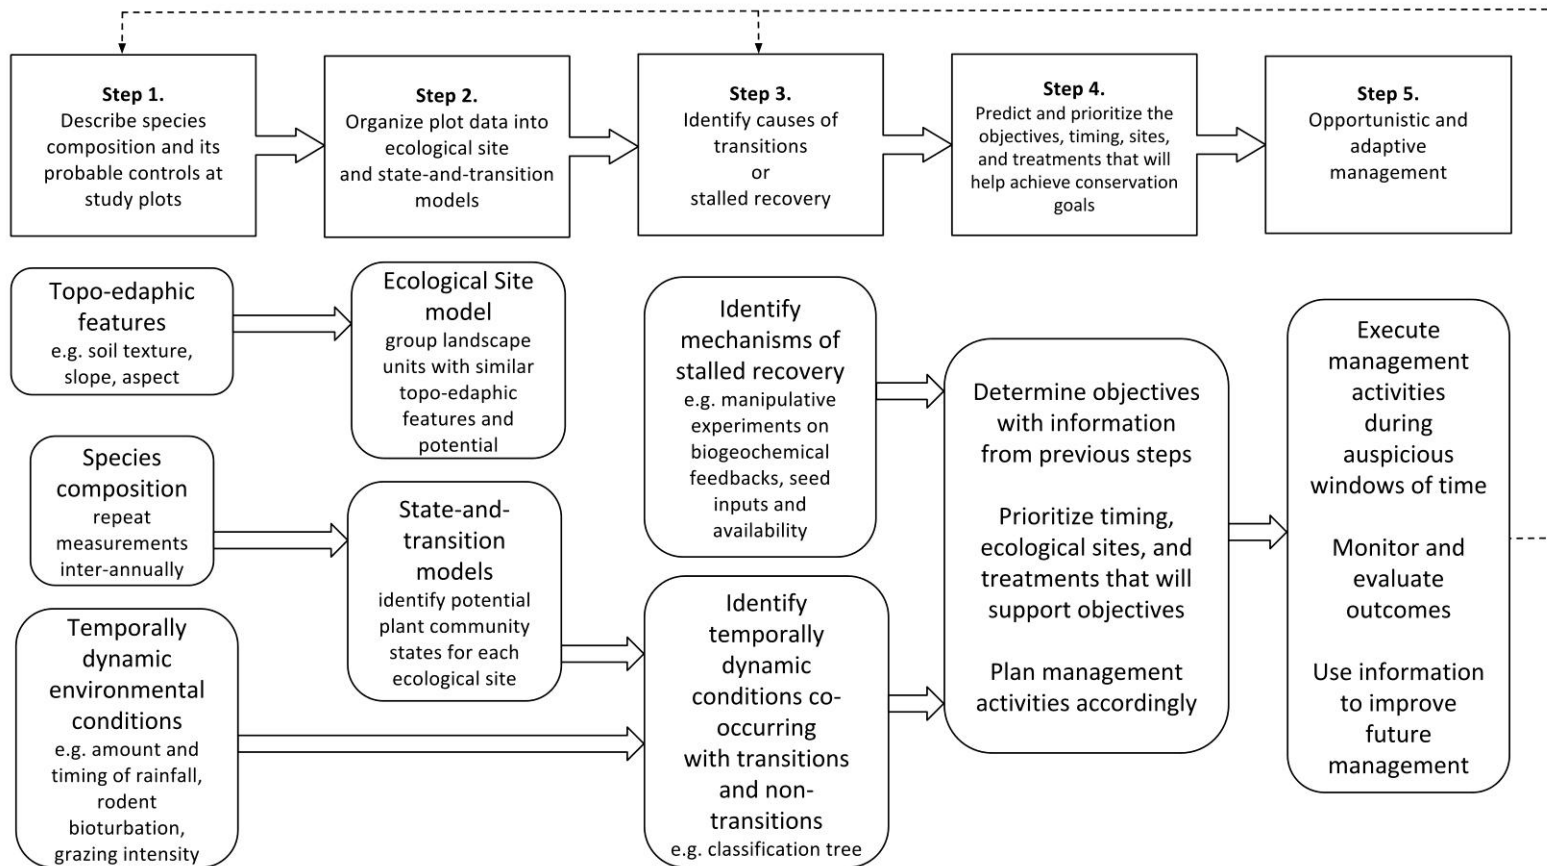 Step 1.
Describe species
composition and its
probable controls at
study plots
Step 2.
Organize plot data into
ecological site
and state-and-transition
models
Step 3.
Identify causes of
transitions
or
stalled recovery
Step 4.
Predict and prioritize the
objectives, timing, sites,
and treatments that will
help achieve conservation
goals
Step 5.
Opportunistic and
adaptive
management
Topo-edaphic
features
e.g. soil texture,
slope, aspect
Species
composition
repeat
measurements
inter-annually
Temporally
dynamic
environmental
conditions
e.g. amount and
timing of rainfall,
rodent
bioturbation,
grazing intensity
Ecological Site
model
group landscape
units with similar
topo-edaphic
features and
potential
State-and-
transition
models
identify potential
plant community
states for each
ecological site
Identify
mechanisms of
stalled recovery
e.g. manipulative
experiments on
biogeochemical
feedbacks, seed
inputs and
availability
Identify
temporally
dynamic
conditions co-
occurring
with transitions
and non-
transitions
e.g. classification tree
Determine objectives
with information
from previous steps
Prioritize timing,
ecological sites, and
treatments that will
support objectives
Plan management
activities accordingly
Execute
management
activities
during
auspicious
windows of time
Monitor and
evaluate
outcomes
Use information
to improve
future
management